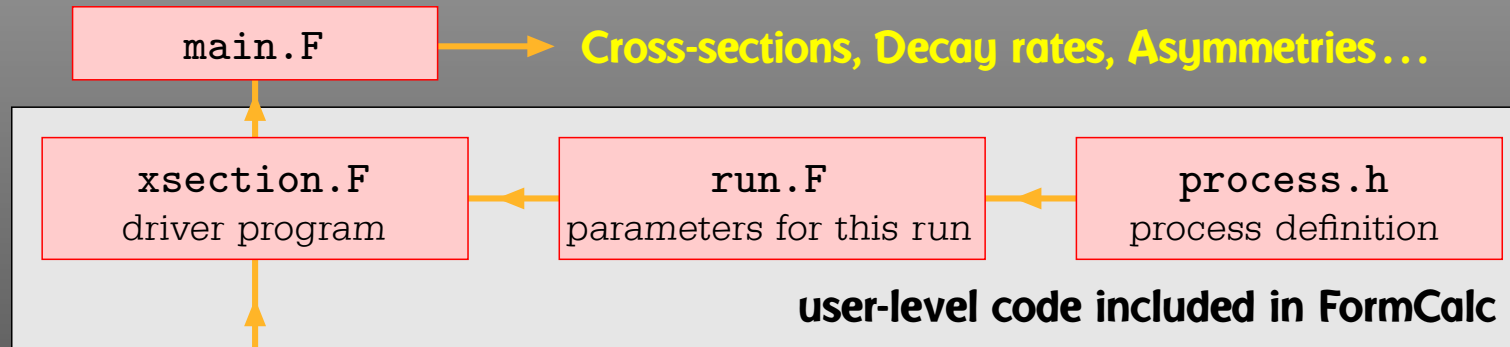 main.F
Cross-sections, Decay rates, Asymmetries...
xsection.F
driver program
run.F
parameters for this run
process.h
process definition
user-level code included in FormCalc